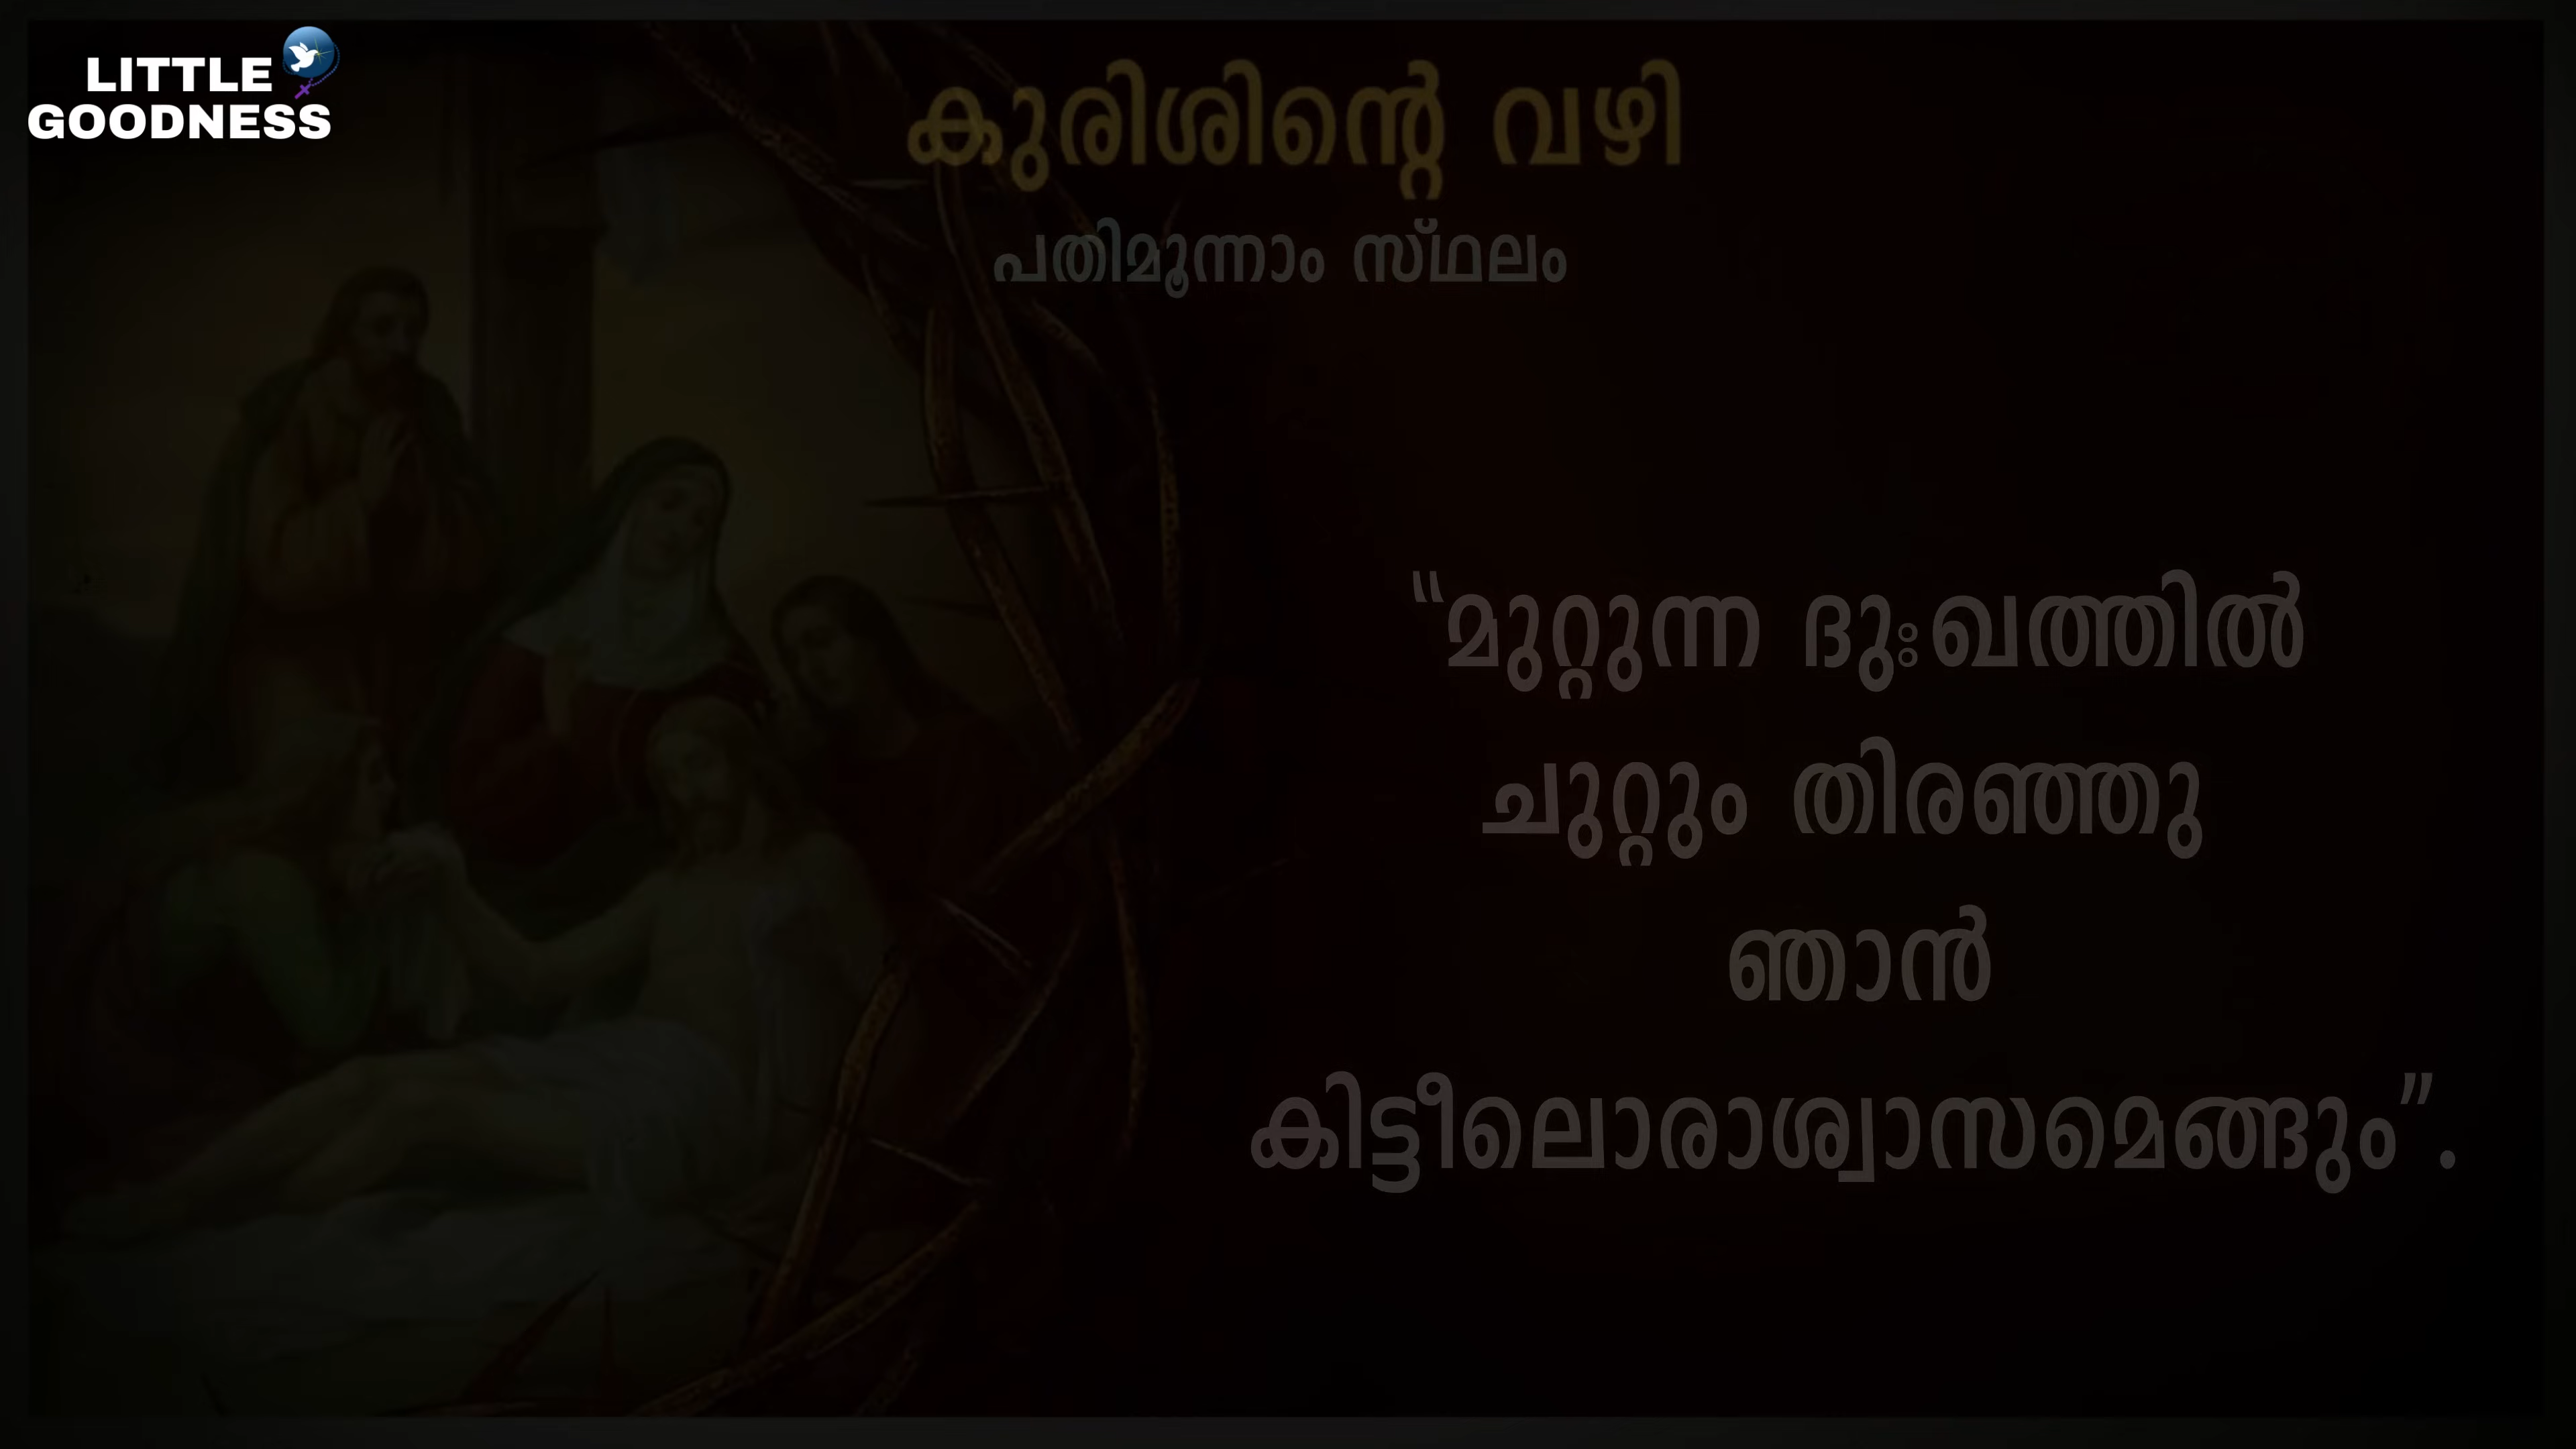 LITTLE
GOODNESS
കുരിശിന്റെ വഴി
പതിമൂന്നാം സ്ഥലം
“മുറ്റുന്ന ദുഃഖത്തിൽ
ചുറ്റും തിരഞ്ഞു
ഞാൻ
കിട്ടീലൊരാശ്വാസമെങ്ങും”.